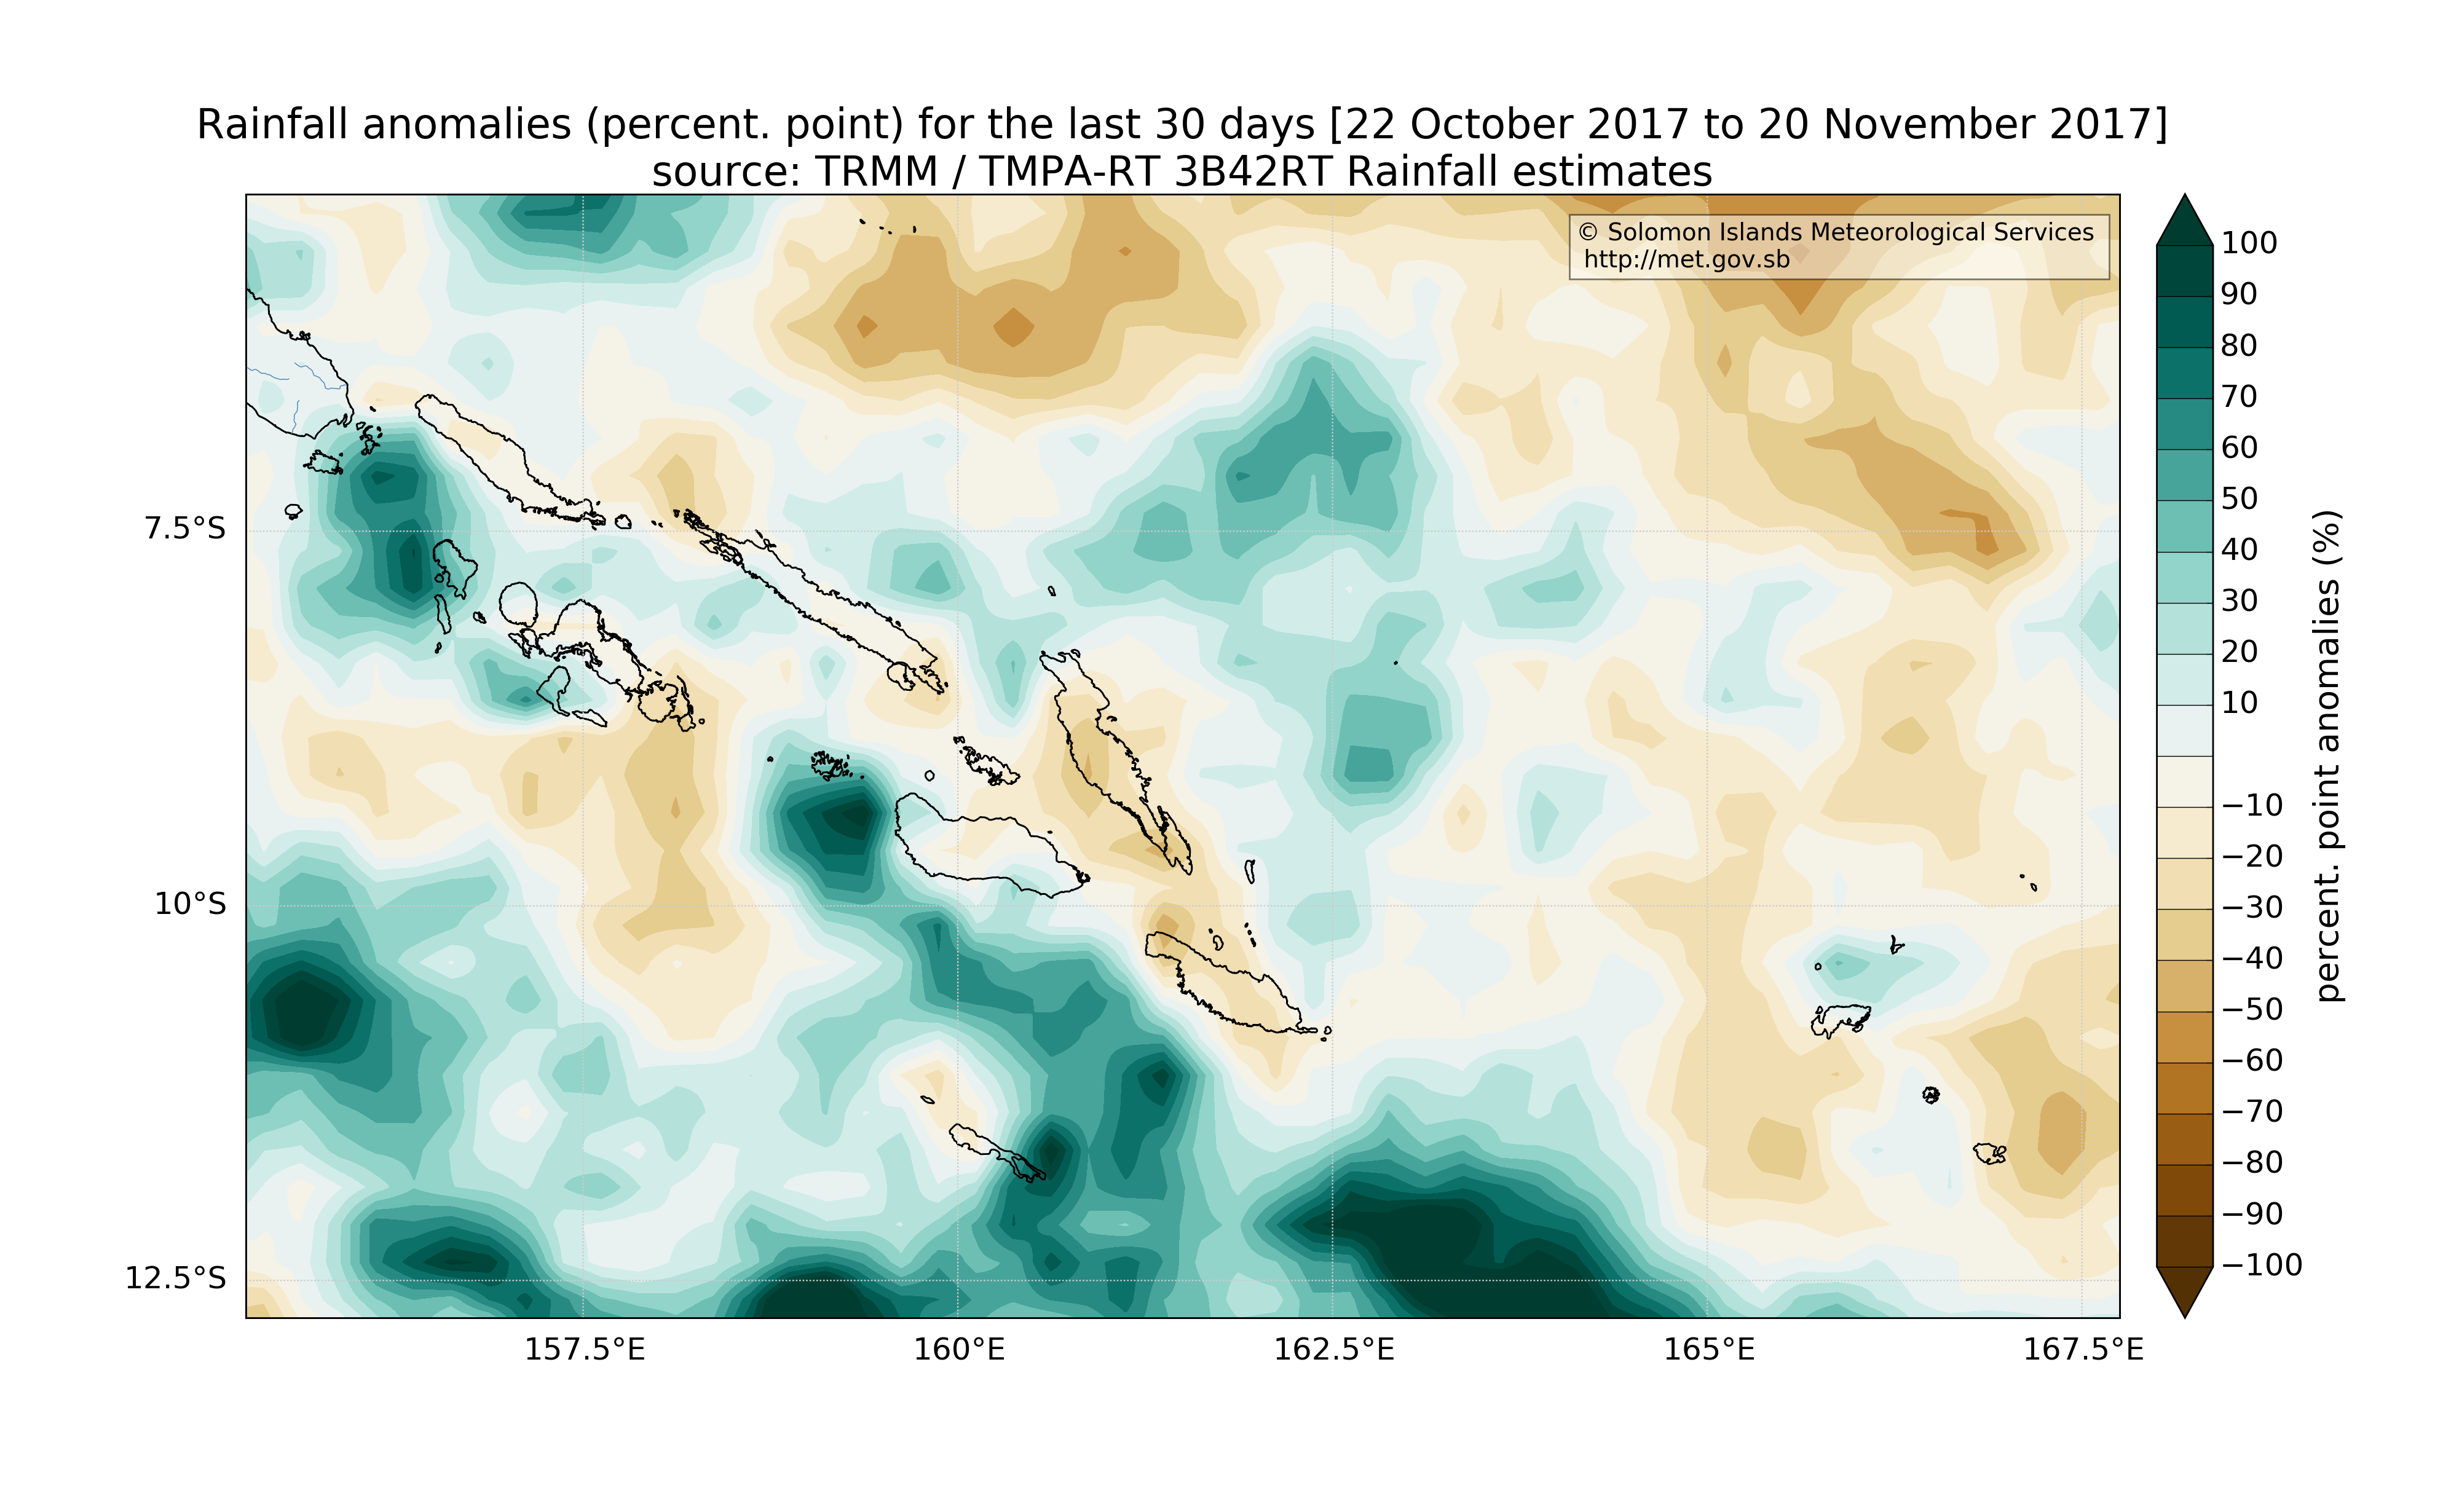 Rainfall anomalies (percent. point) for the last 30 days [22 October 2017 to 20 November 2017]
source: TRMM / TMPA-RT 3B42RT Rainfall estimates
© Solomon Islands Meteorological Services
http://met.gov.sb
7.5°S
10°S
12.5°S
157.5°E
160°E
162.5°E
165°E
167.5°E
100
90
80
70
60
50
40
30
20
10
−10
−20
−30
−40
−50
−60
−70
−80
−90
−100
percent. point anomalies (%)